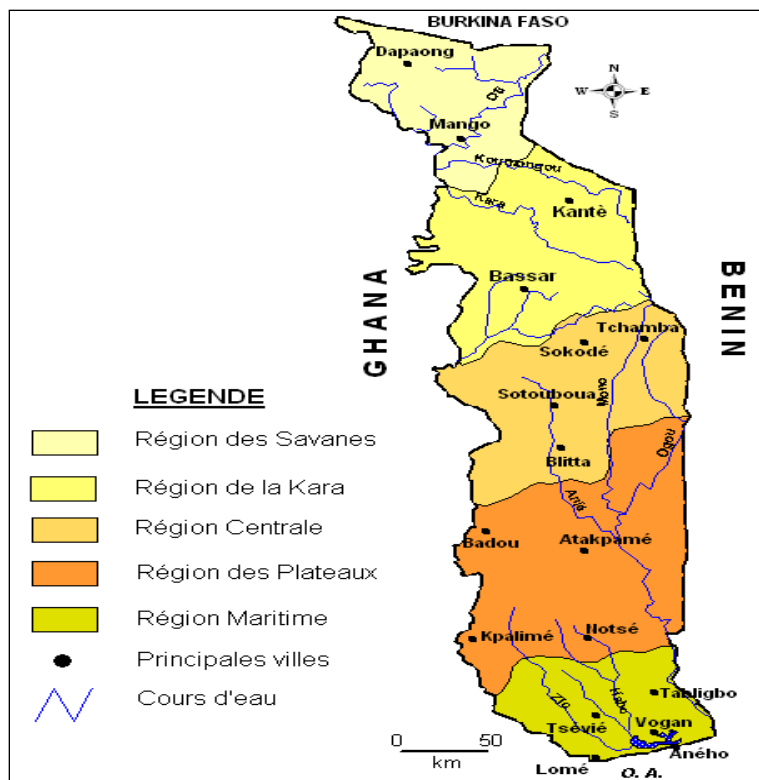 BURKINA FASO
Dapaong
N
W E
S
Oti
Mango
Koumongou
Kara
Kantè
Bassar
GHANA
BENIN
Tchamba
Sokodé
Sotouboua
Mono
Ogou
Blitta
Anié
Badou
Atakpamé
Kpalimé
Notsé
Tabligbo
Zio
Haho
Tsévié
Vogan
Aného
Lomé
O. A.
LEGENDE
Région des Savanes
Région de la Kara
Région Centrale
Région des Plateaux
Région Maritime
Principales villes
Cours d'eau
0 50
km